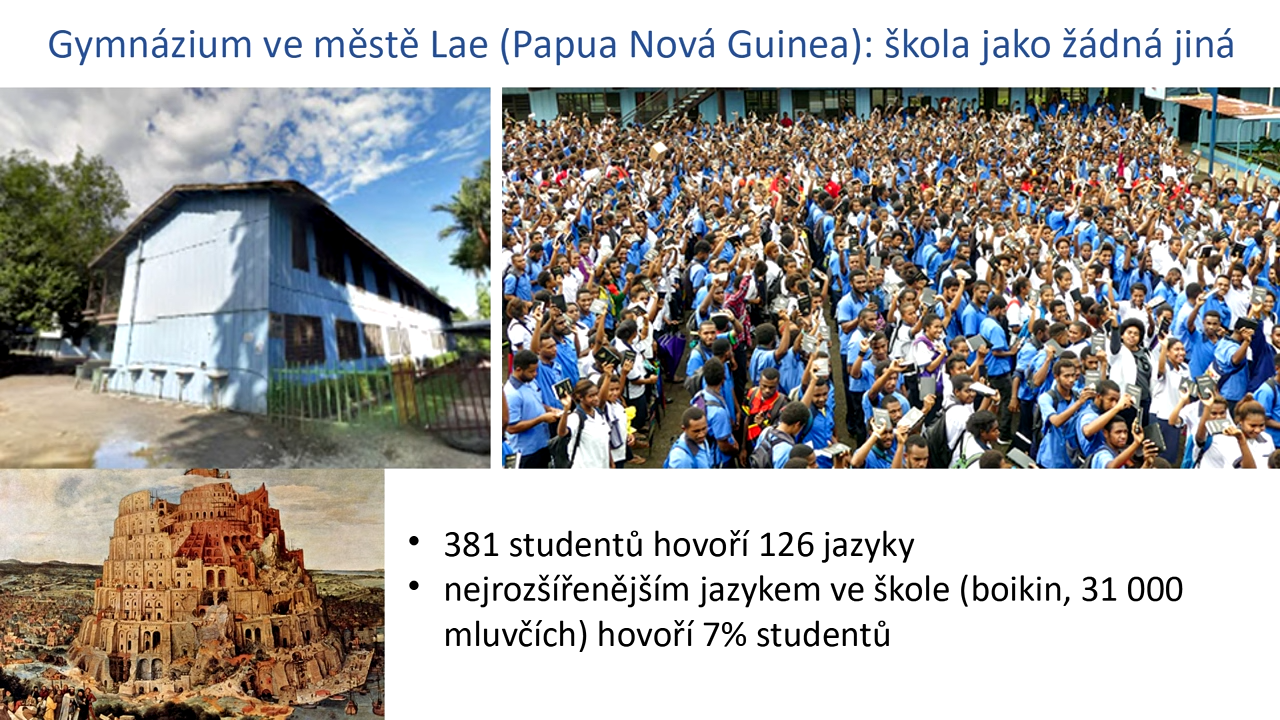 Gymnázium ve městě Lae (Papua Nová Guinea): škola jako žádná jiná
• 381 studentů hovoří 126 jazyky
• nejrozšířenějším jazykem ve škole (boikin, 31 000
mluvčích) hovoří 7% studentů